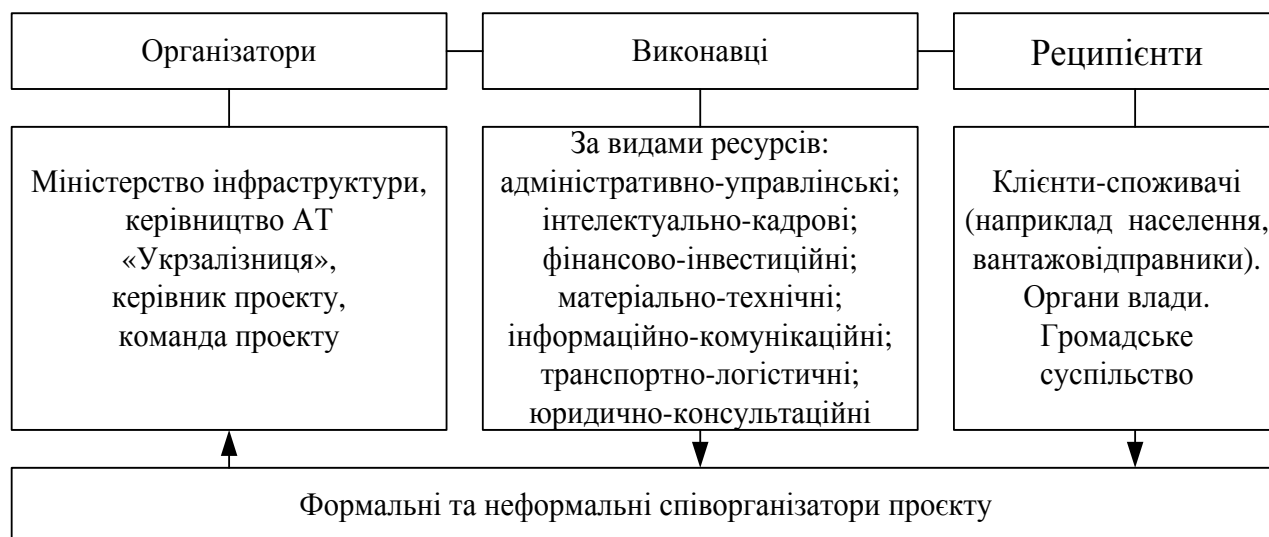 Організатори
Виконавці
Реципієнти
Міністерство інфраструктури,
керівництво АТ
«Укрзалізниця»,
керівник проекту,
команда проекту
За видами ресурсів:
адміністративно-управлінські;
інтелектуально-кадрові;
фінансово-інвестиційні;
матеріально-технічні;
інформаційно-комунікаційні;
транспортно-логістичні;
юридично-консультаційні
Клієнти-споживачі
(наприклад населення,
вантажовідправники).
Органи влади.
Громадське
суспільство
Формальні та неформальні співорганізатори проєкту